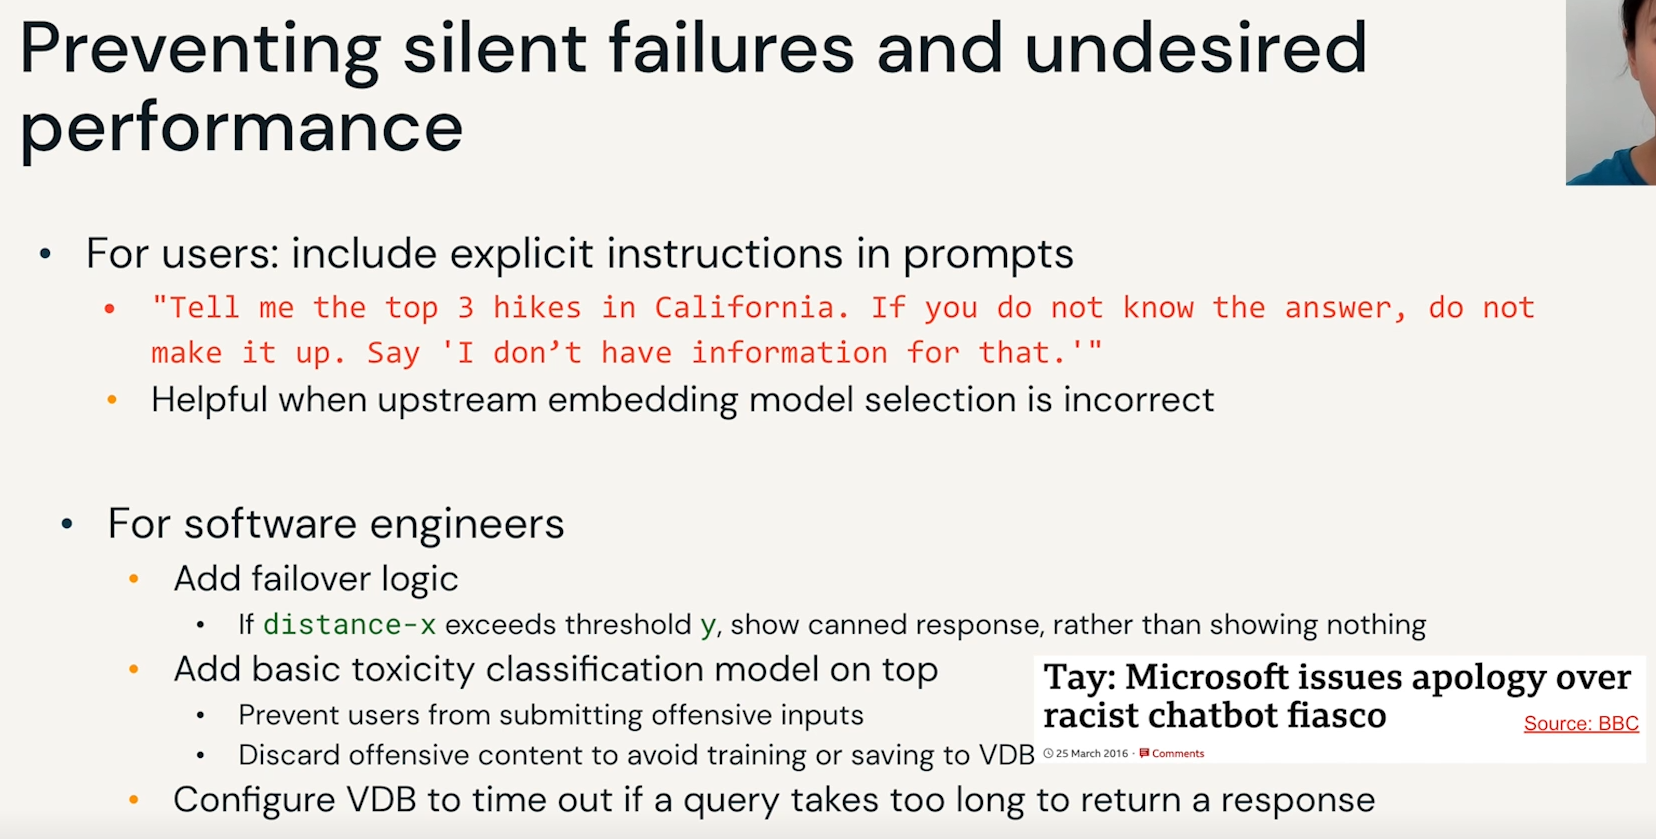 Preventing silent failures and undesired
performance
• For users: include explicit instructions in prompts
• "Tell me the top 3 hikes in California. If you do not know the answer, do not
make it up. Say 'I don’t have information for that.'"
• Helpful when upstream embedding model selection is incorrect
• For software engineers
• Add failover logic
• If distance-x exceeds threshold y, show canned response, rather than showing nothing
• Add basic toxicity classification model on top
• Prevent users from submitting offensive inputs
• Discard offensive content to avoid training or saving to VDB
• Configure VDB to time out if a query takes too long to return a response
Tay: Microsoft issues apology over
racist chatbot fiasco
Source: BBC
25 March 2016 · Comments